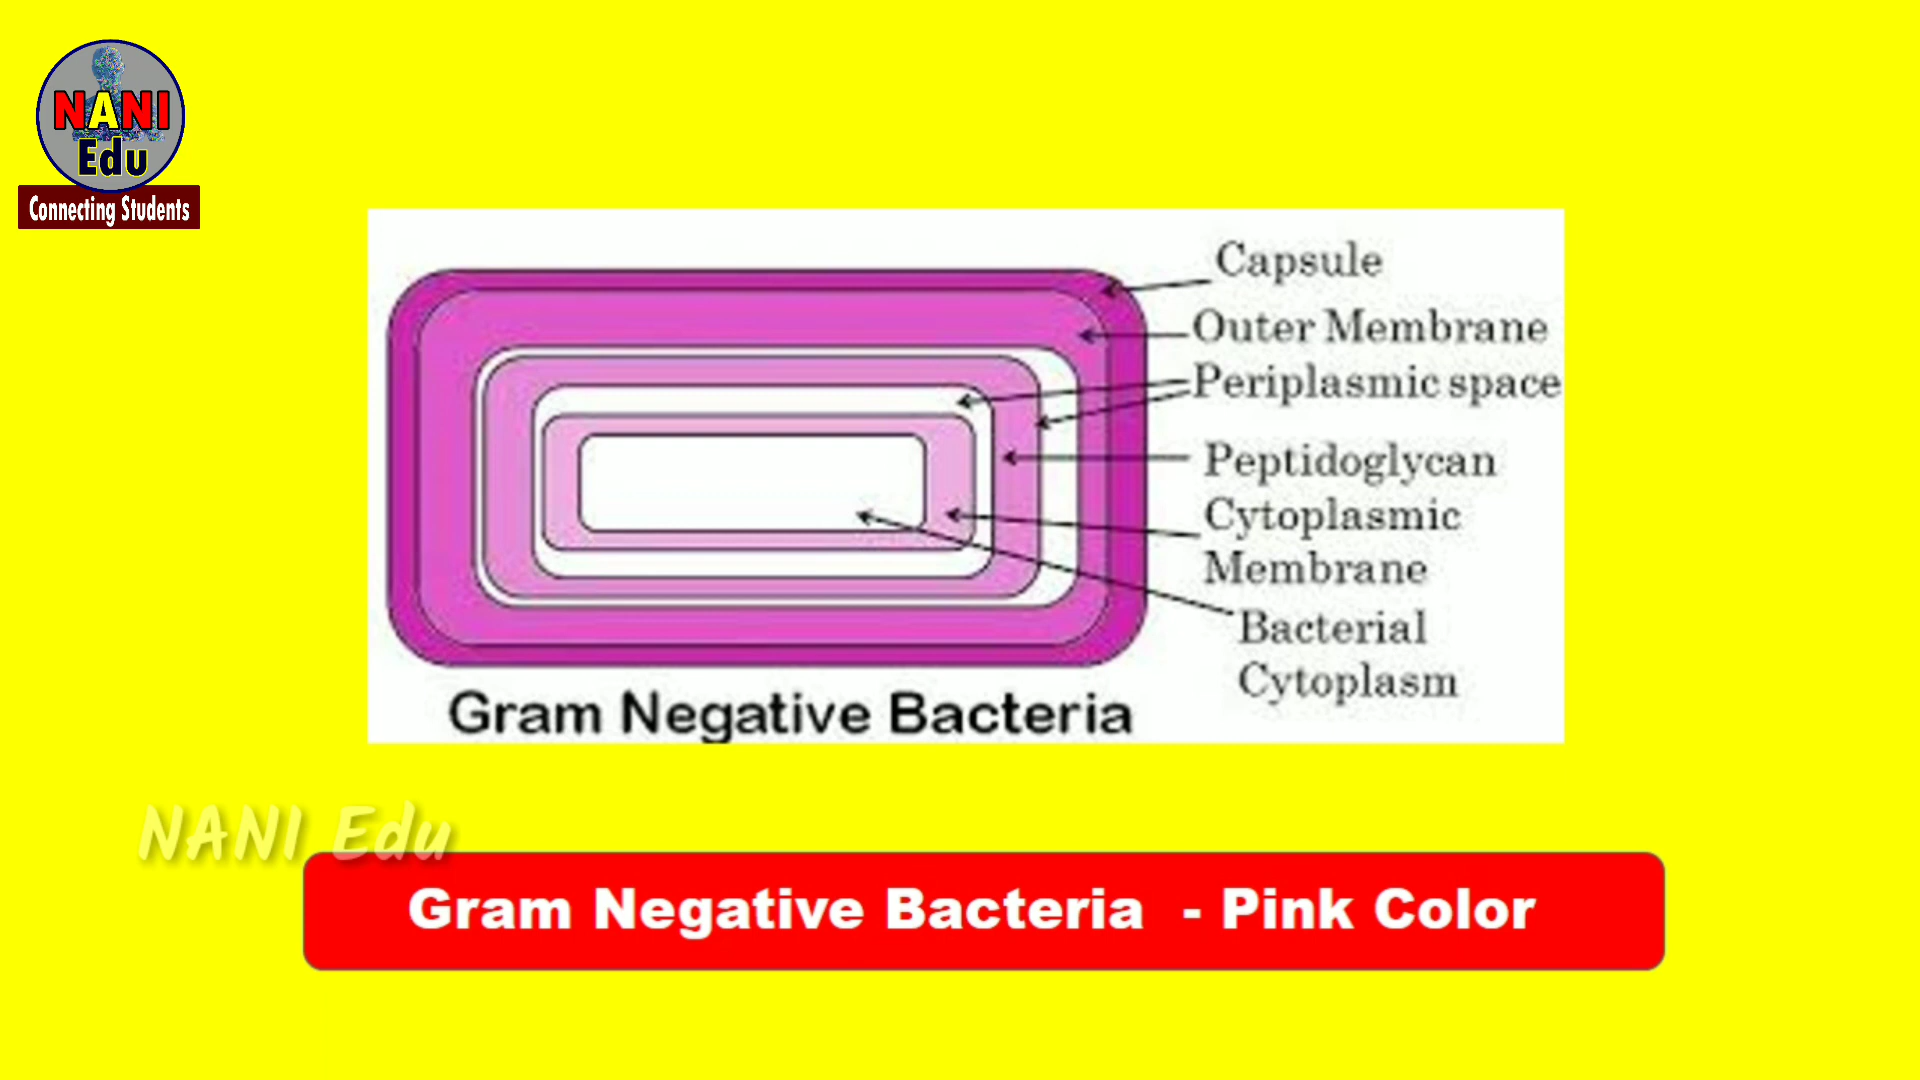 NANI
Edu
Connecting Students
Capsule
Outer Membrane
Periplasmic space
Peptidoglycan
Cytoplasmic
Membrane
Bacterial
Cytoplasm
Gram Negative Bacteria
NANI Edu
Gram Negative Bacteria - Pink Color